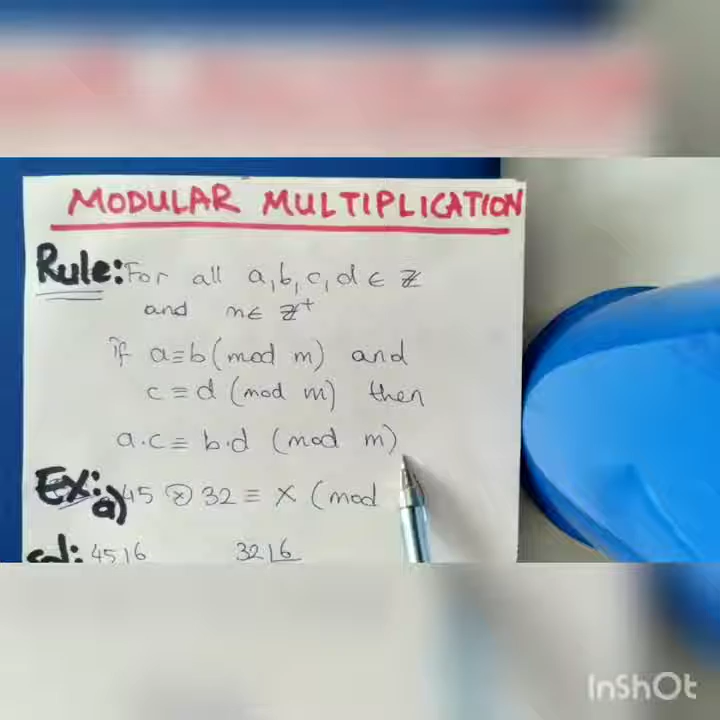 MODULAR MULTIPLICATION
Rule: For all a, b, c, d ∈ Z
and m ∈ Z⁺
if a ≡ b (mod m) and
c ≡ d (mod m) then
a.c ≡ b.d (mod m)
Ex: a) 45 ⊗ 32 ≡ X (mod
sol: 45|6 32|6
InShOt